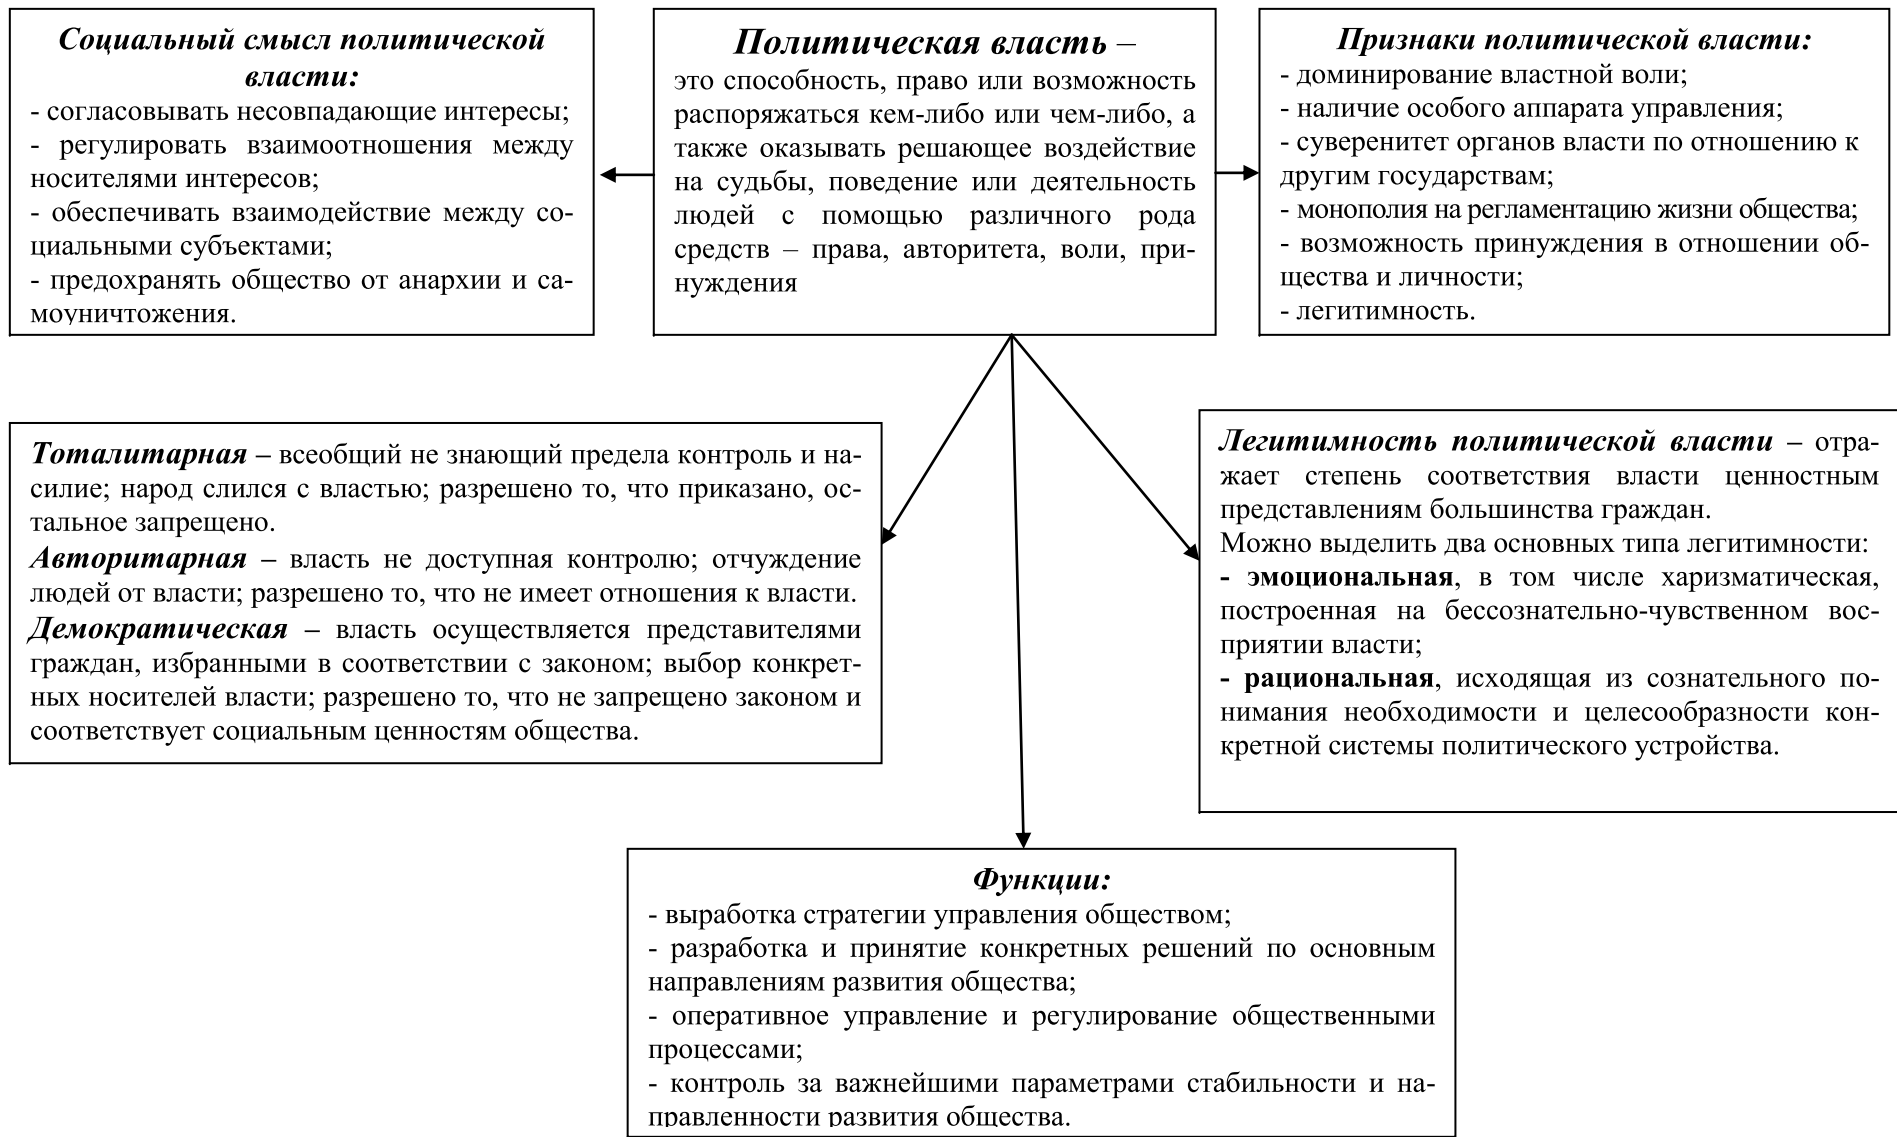 Социальный смысл политической
власти:
- согласовывать несовпадающие интересы;
- регулировать взаимоотношения между
носителями интересов;
- обеспечивать взаимодействие между со-
циальными субъектами;
- предохранять общество от анархии и са-
моуничтожения.
Политическая власть –
это способность, право или возможность
распоряжаться кем-либо или чем-либо, а
также оказывать решающее воздействие
на судьбы, поведение или деятельность
людей с помощью различного рода
средств – права, авторитета, воли, при-
нуждения
Признаки политической власти:
- доминирование властной воли;
- наличие особого аппарата управления;
- суверенитет органов власти по отношению к
другим государствам;
- монополия на регламентацию жизни общества;
- возможность принуждения в отношении об-
щества и личности;
- легитимность.
Тоталитарная – всеобщий не знающий предела контроль и на-
силие; народ слился с властью; разрешено то, что приказано, ос-
тальное запрещено.
Авторитарная – власть не доступная контролю; отчуждение
людей от власти; разрешено то, что не имеет отношения к власти.
Демократическая – власть осуществляется представителями
граждан, избранными в соответствии с законом; выбор конкрет-
ных носителей власти; разрешено то, что не запрещено законом и
соответствует социальным ценностям общества.
Легитимность политической власти – отра-
жает степень соответствия власти ценностным
представлениям большинства граждан.
Можно выделить два основных типа легитимности:
- эмоциональная, в том числе харизматическая,
построенная на бессознательно-чувственном вос-
приятии власти;
- рациональная, исходящая из сознательного по-
нимания необходимости и целесообразности кон-
кретной системы политического устройства.
Функции:
- выработка стратегии управления обществом;
- разработка и принятие конкретных решений по основным
направлениям развития общества;
- оперативное управление и регулирование общественными
процессами;
- контроль за важнейшими параметрами стабильности и на-
правленности развития общества.